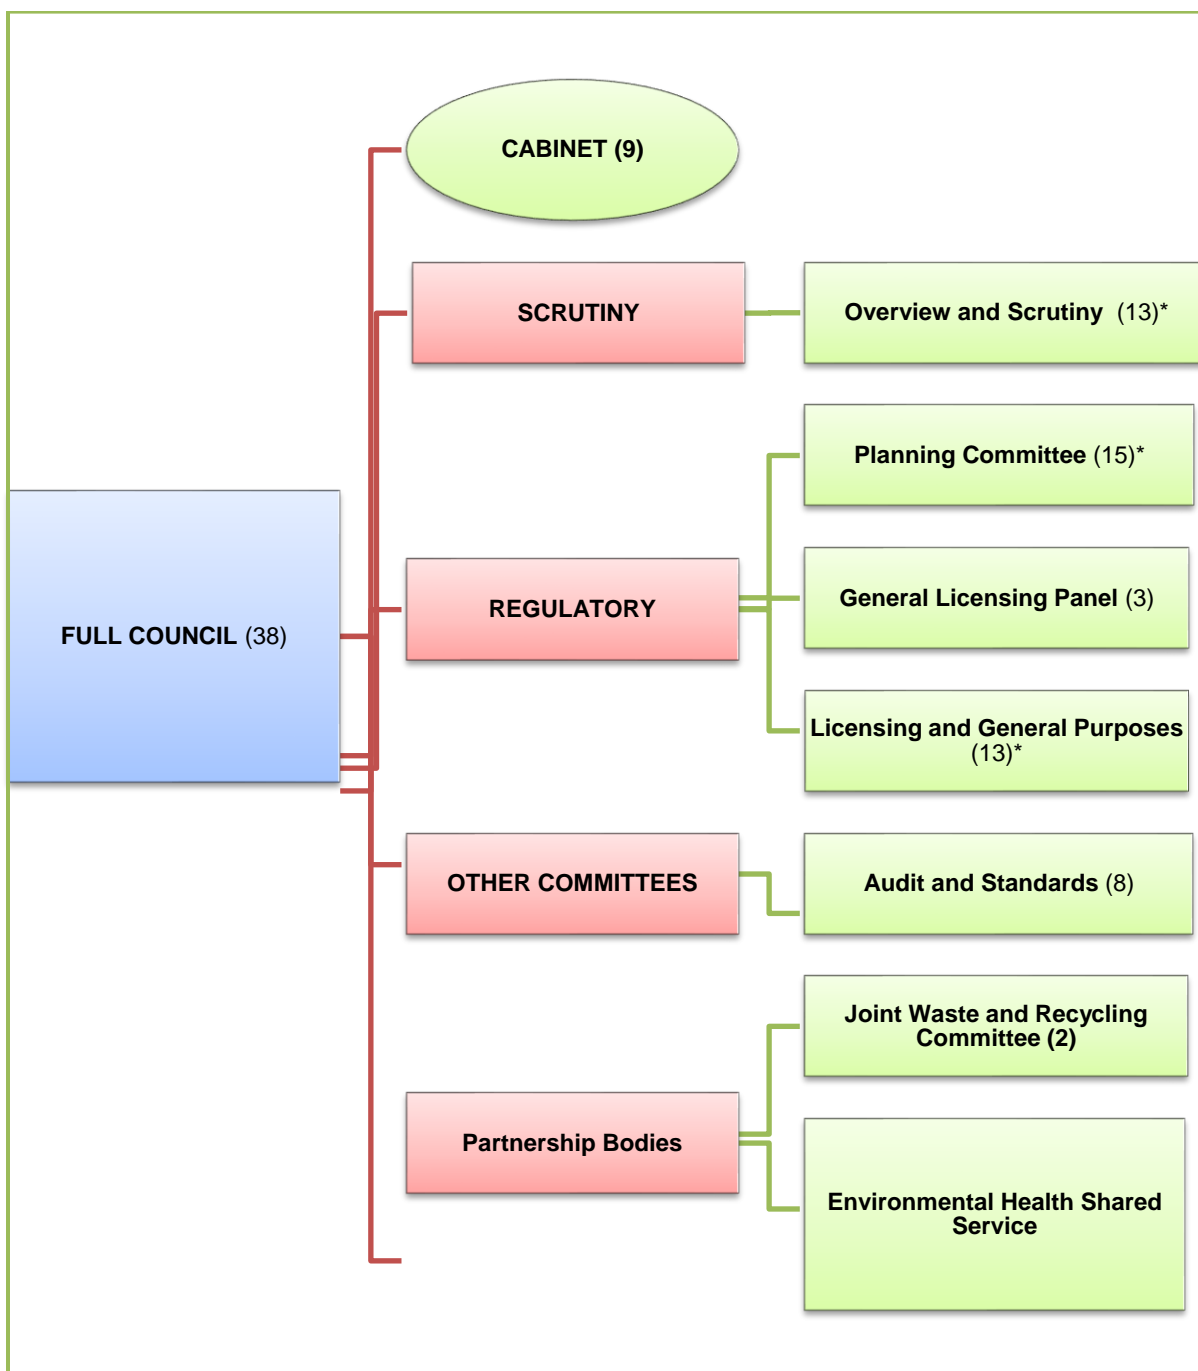 CABINET (9)
SCRUTINY
Overview and Scrutiny (13)*
Planning Committee (15)*
FULL COUNCIL (38)
REGULATORY
General Licensing Panel (3)
Licensing and General Purposes
(13)*
OTHER COMMITTEES
Audit and Standards (8)
Joint Waste and Recycling
Committee (2)
Partnership Bodies
Environmental Health Shared
Service